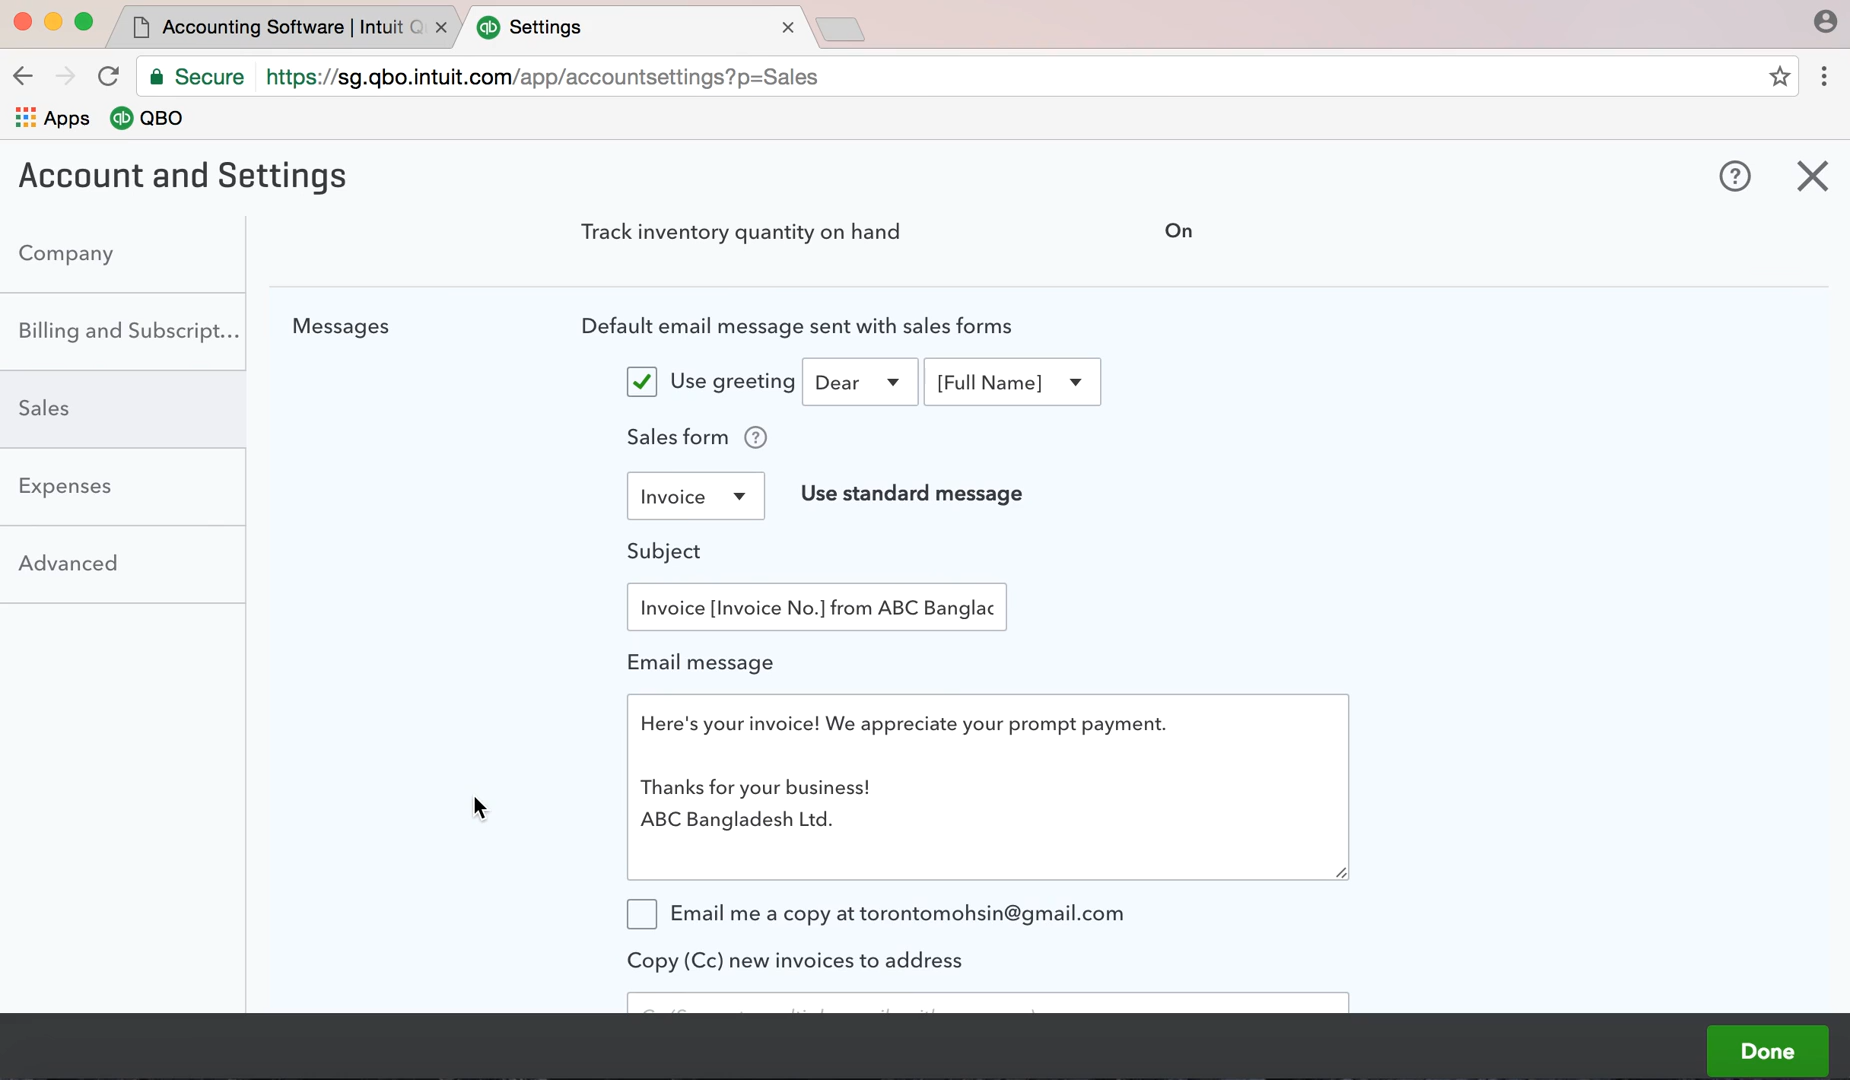 Accounting Software | Intuit Q
Settings
Secure https://sg.qbo.intuit.com/app/accountsettings?p=Sales
Apps
qb QBO
Account and Settings
Company
Billing and Subscript...
Sales
Expenses
Advanced
Track inventory quantity on hand On
Messages
Default email message sent with sales forms
Use greeting Dear [Full Name]
Sales form ?
Invoice Use standard message
Subject
Invoice [Invoice No.] from ABC Banglac
Email message
Here's your invoice! We appreciate your prompt payment.
Thanks for your business!
ABC Bangladesh Ltd.
Email me a copy at torontomohsin@gmail.com
Copy (Cc) new invoices to address
Done